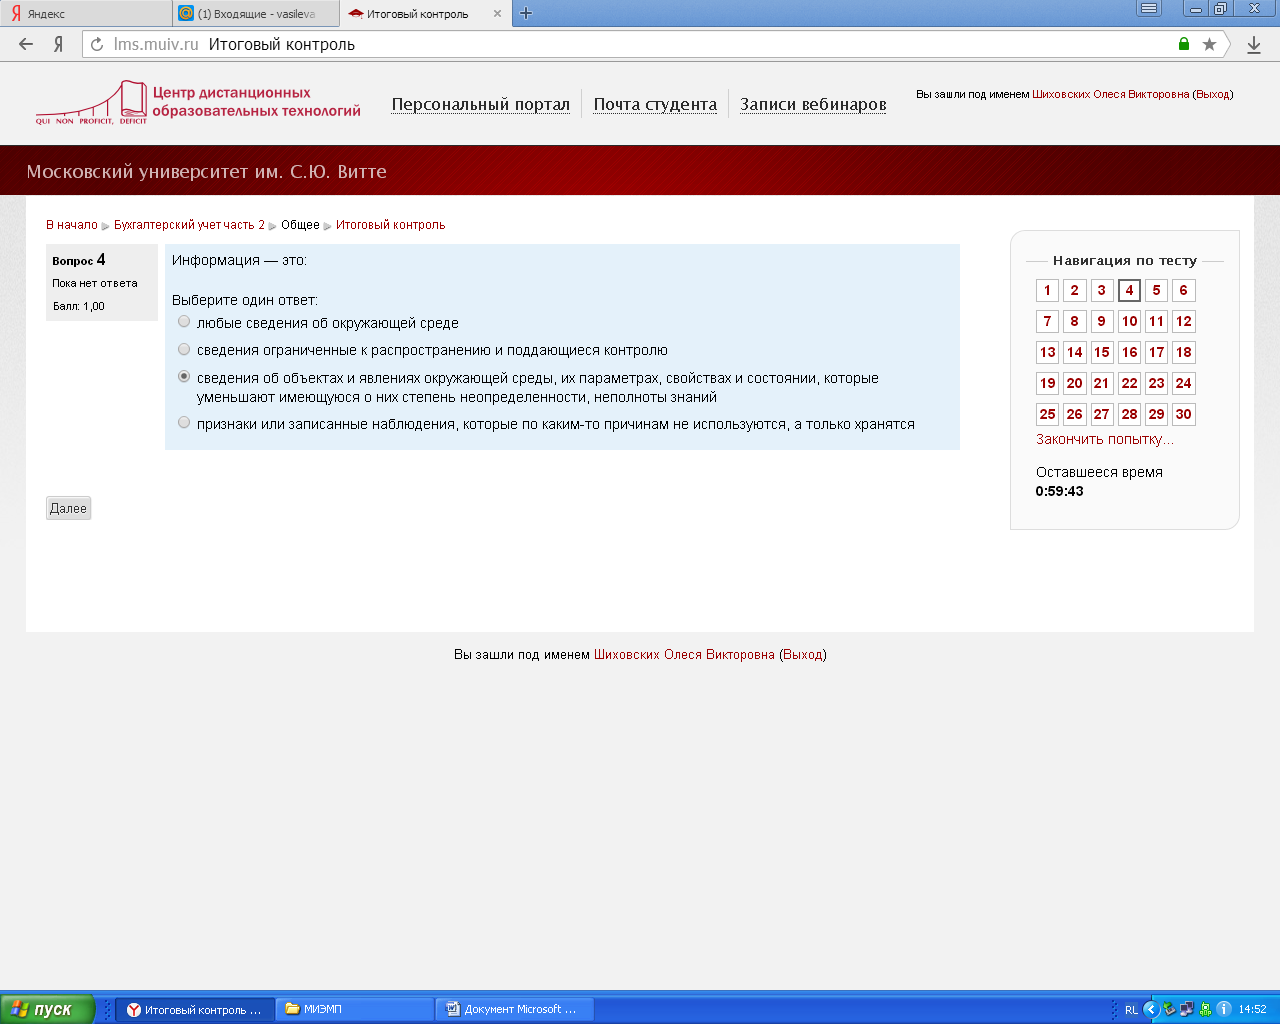 Яндекс
(1) Входящие - vasileva
Итоговый контроль
lms.muiv.ru Итоговый контроль
Центр дистанционных
образовательных технологий
QUI NON PROFICIT, DEFICIT
Персональный портал
Почта студента
Записи вебинаров
Вы зашли под именем Шиховских Олеся Викторовна (Выход)
Московский университет им. С.Ю. Витте
В начало Бухгалтерский учет часть 2 Общее Итоговый контроль
Вопрос 4
Пока нет ответа
Балл: 1,00
Информация — это:
Выберите один ответ:
любые сведения об окружающей среде
сведения ограниченные к распространению и поддающиеся контролю
сведения об объектах и явлениях окружающей среды, их параметрах, свойствах и состоянии, которые
уменьшают имеющуюся о них степень неопределенности, неполноты знаний
признаки или записанные наблюдения, которые по каким-то причинам не используются, а только хранятся
Далее
Навигация по тесту
1 2 3 4 5 6
7 8 9 10 11 12
13 14 15 16 17 18
19 20 21 22 23 24
25 26 27 28 29 30
Закончить попытку...
Оставшееся время
0:59:43
Вы зашли под именем Шиховских Олеся Викторовна (Выход)
пуск
Итоговый контроль ...
МИЭМП
Документ Microsoft ...
RL
14:52